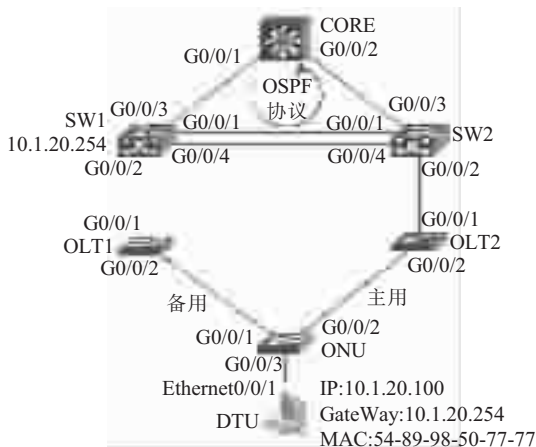 CORE
G0/0/1
G0/0/2
OSPF
协议
G0/0/3
G0/0/3
SW1
G0/0/1
G0/0/1
SW2
10.1.20.254
G0/0/4
G0/0/4
G0/0/2
G0/0/2
G0/0/1
G0/0/1
OLT1
OLT2
G0/0/2
G0/0/2
备用
主用
G0/0/1
G0/0/2
ONU
G0/0/3
Ethernet0/0/1
IP:10.1.20.100
DTU
GateWay:10.1.20.254
MAC:54-89-98-50-77-77